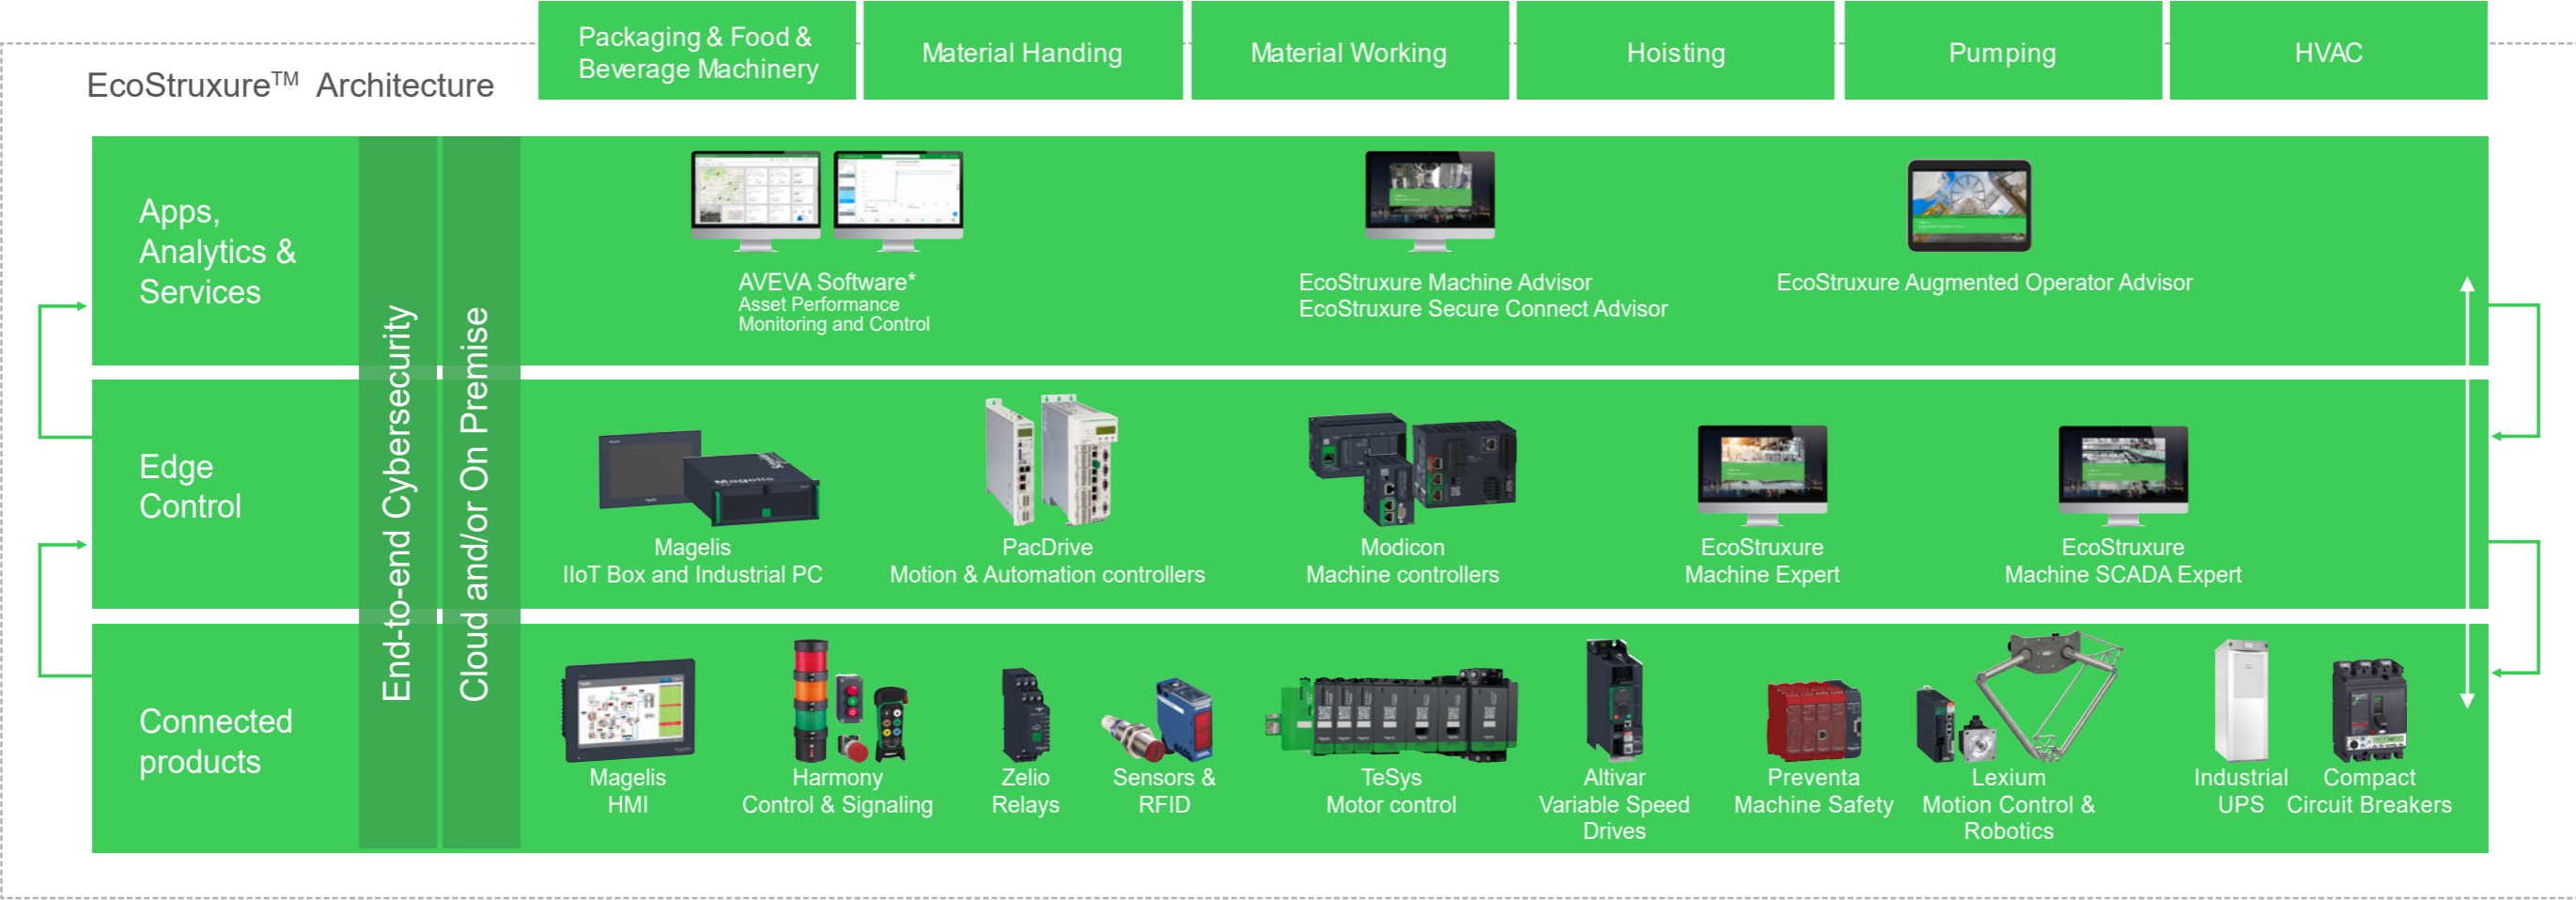 Packaging & Food &
Beverage Machinery
Material Handing
Material Working
Hoisting
Pumping
HVAC
EcoStruxure™ Architecture
Apps,
Analytics &
Services
End-to-end Cybersecurity
Cloud and/or On Premise
AVEVA Software*
Asset Performance
Monitoring and Control
EcoStruxure Machine Advisor
EcoStruxure Secure Connect Advisor
EcoStruxure Augmented Operator Advisor
Edge
Control
Magelis
Magelis
IIoT Box and Industrial PC
PacDrive
Motion & Automation controllers
Modicon
Machine controllers
EcoStruxure
Machine Expert
EcoStruxure
Machine SCADA Expert
Connected
products
Magelis
HMI
Harmony
Control & Signaling
Zelio
Relays
Sensors &
RFID
TeSys
Motor control
Altivar
Variable Speed
Drives
Preventa
Machine Safety
Lexium
Motion Control &
Robotics
Industrial
UPS
Compact
Circuit Breakers